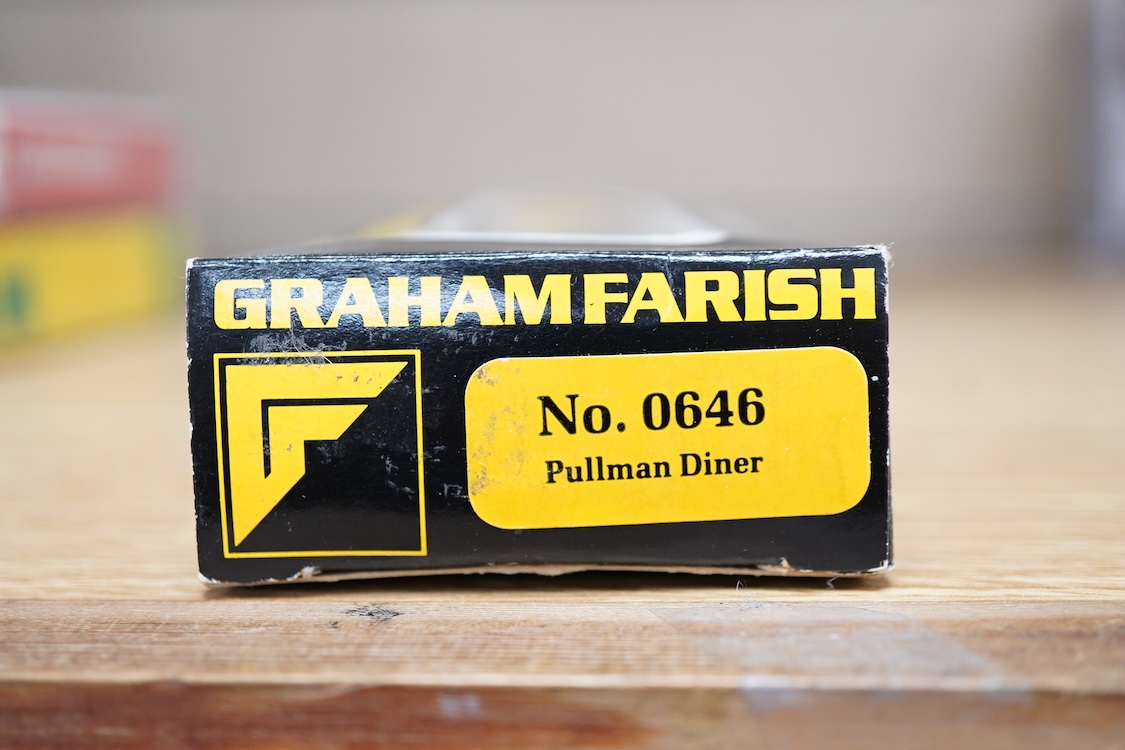 GRAHAM FARISH
No. 0646
Pullman Diner